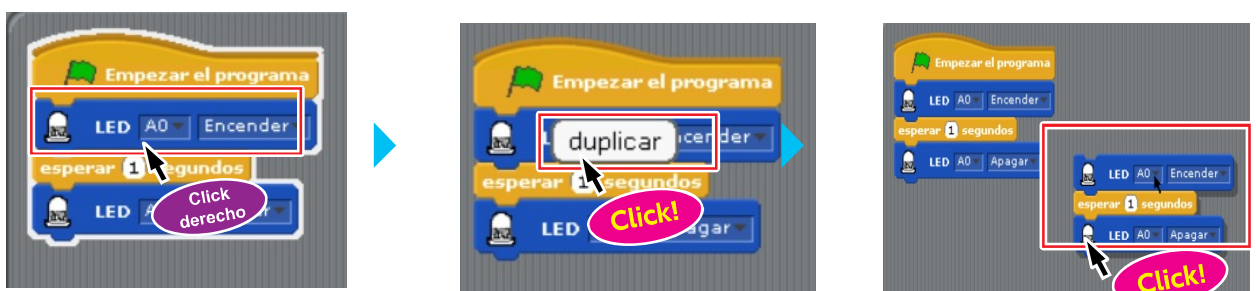 Empezar el programa
LED A0 Encender
esperar 1 segundos
LED
Click
derecho
Empezar el programa
duplicar
esperar 1 segundos
LED
Click!
Empezar el programa
LED A0 Encender
esperar 1 segundos
LED A0 Apagar
LED A0 Encender
esperar 1 segundos
LED A0 Apagar
Click!